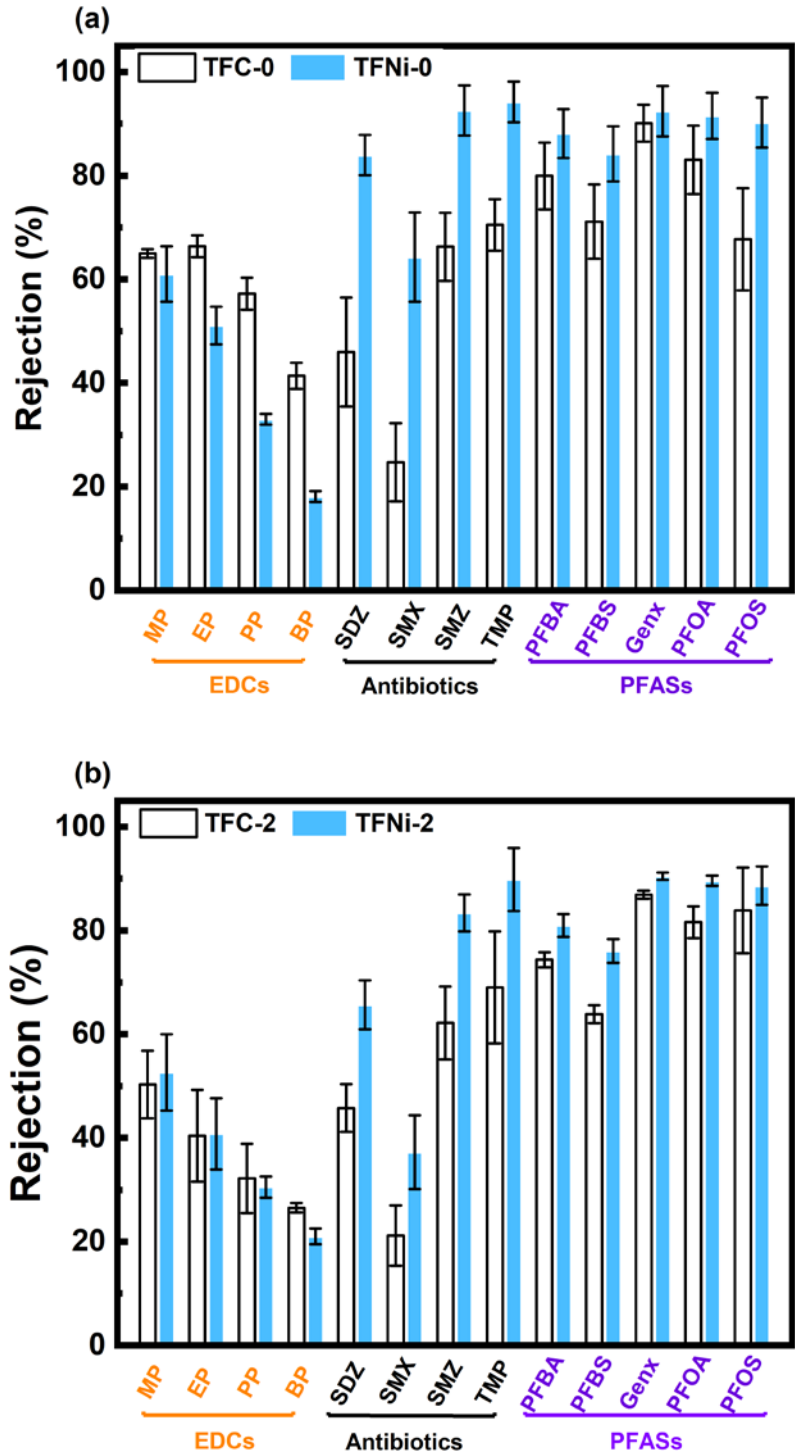 (a)
TFC-0 TFNi-0
Rejection (%)
100
80
60
40
20
0
MP EP PP BP SDZ SMX SMZ TMP PFBA PFBS Genx PFOA PFOS
EDCs Antibiotics PFASs
(b)
TFC-2 TFNi-2
Rejection (%)
100
80
60
40
20
0
MP EP PP BP SDZ SMX SMZ TMP PFBA PFBS Genx PFOA PFOS
EDCs Antibiotics PFASs